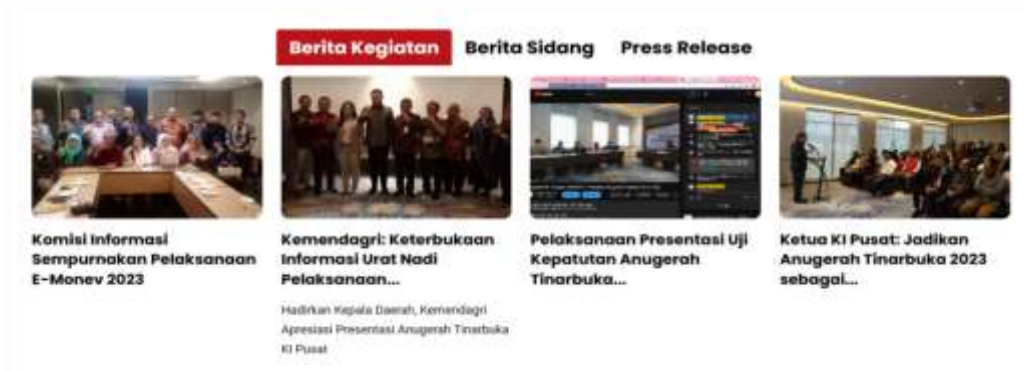 Berita Kegiatan
Berita Sidang
Press Release
Komisi Informasi
Sempurnakan Pelaksanaan
E-Monev 2023
Kemendagri: Keterbukaan
Informasi Urat Nadi
Pelaksanaan...
Hadirkan Kepala Daerah, Kemendagri
Apresiasi Presentasi Anugerah Tinarbuka
KI Pusat
Pelaksanaan Presentasi Uji
Kepatutan Anugerah
Tinarbuka...
Ketua KI Pusat: Jadikan
Anugerah Tinarbuka 2023
sebagai...